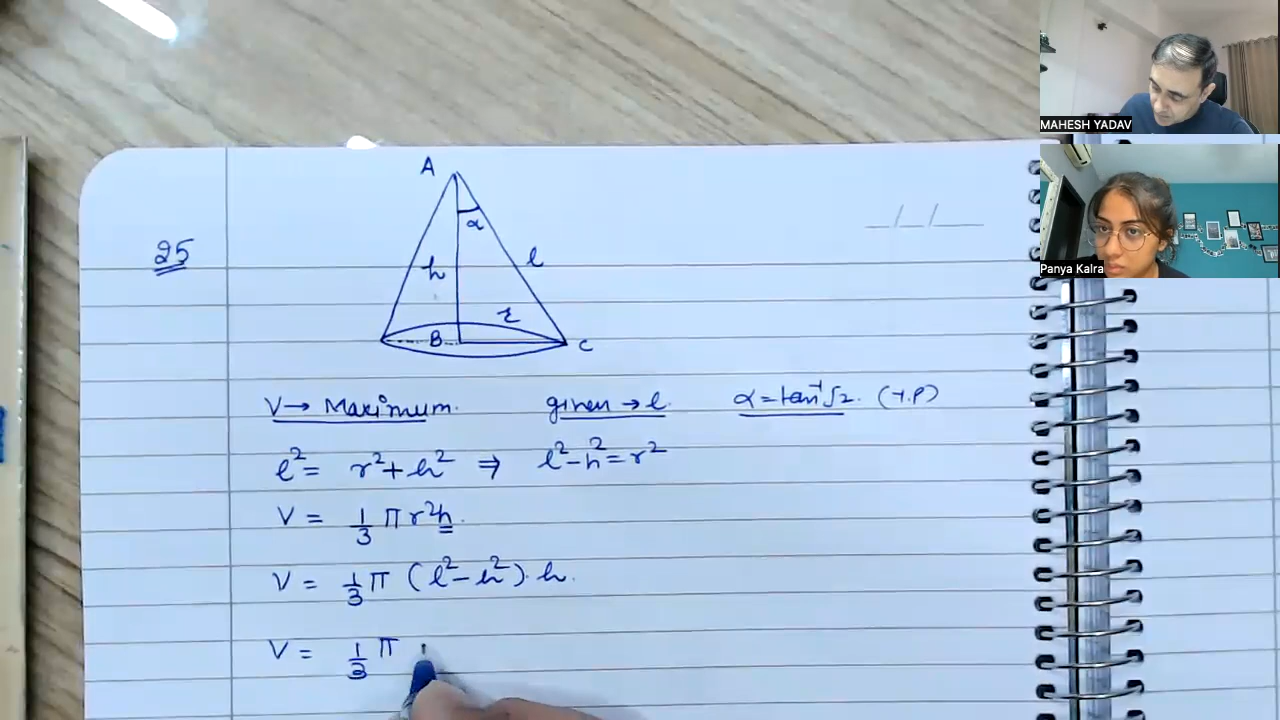 MAHESH YADAV
Panya Kalra
25
A
α
h
l
r
B
C
V → Maximum. given → l. α = tan⁻¹√2. (T.P)
l² = r² + h² ⇒ l² - h² = r²
V = 1/3 π r²h.
V = 1/3 π (l² - h²).h.
V = 1/3 π